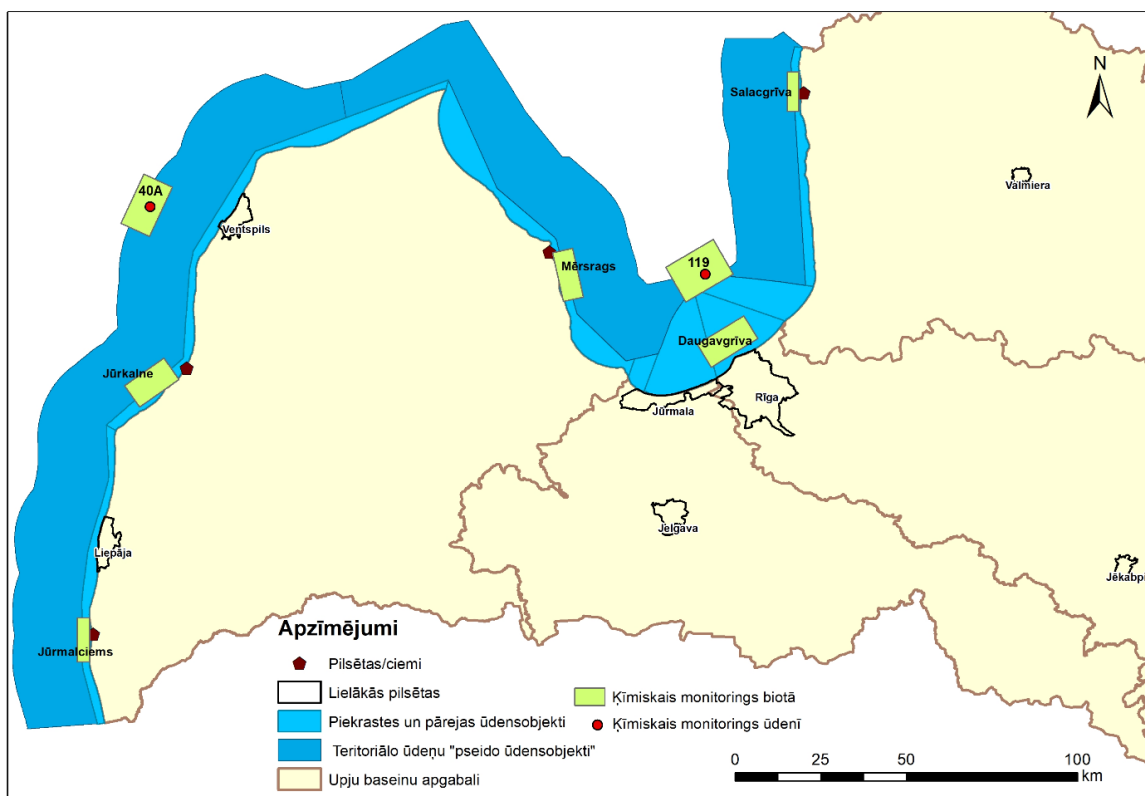 N
Salacgrīva
Valmiera
40A
Ventspils
Mērsrags
119
Daugavgrīva
Jūrkalne
Rīga
Jūrmala
Jelgava
Liepāja
Jēkabpi
Jūrmalciems
Apzīmējumi
Pilsētas/ciemi
Lielākās pilsētas
Piekrastes un pārejas ūdensobjekti
Teritoriālo ūdeņu "pseido ūdensobjekti"
Upju baseinu apgabali
Ķīmiskais monitorings biotā
Ķīmiskais monitorings ūdenī
0 25 50 100
km